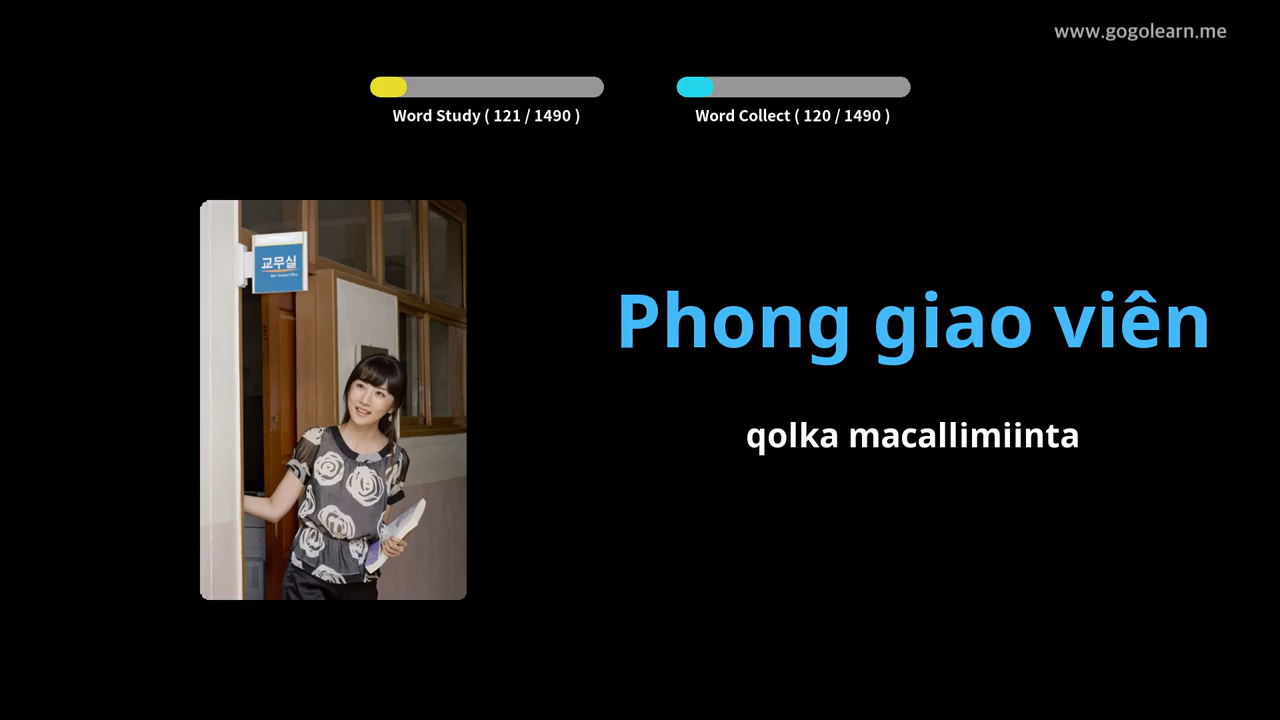 www.gogolearn.me
Word Study ( 121 / 1490 )
Word Collect ( 120 / 1490 )
교무실
Phong giao viên
qolka macallimiinta